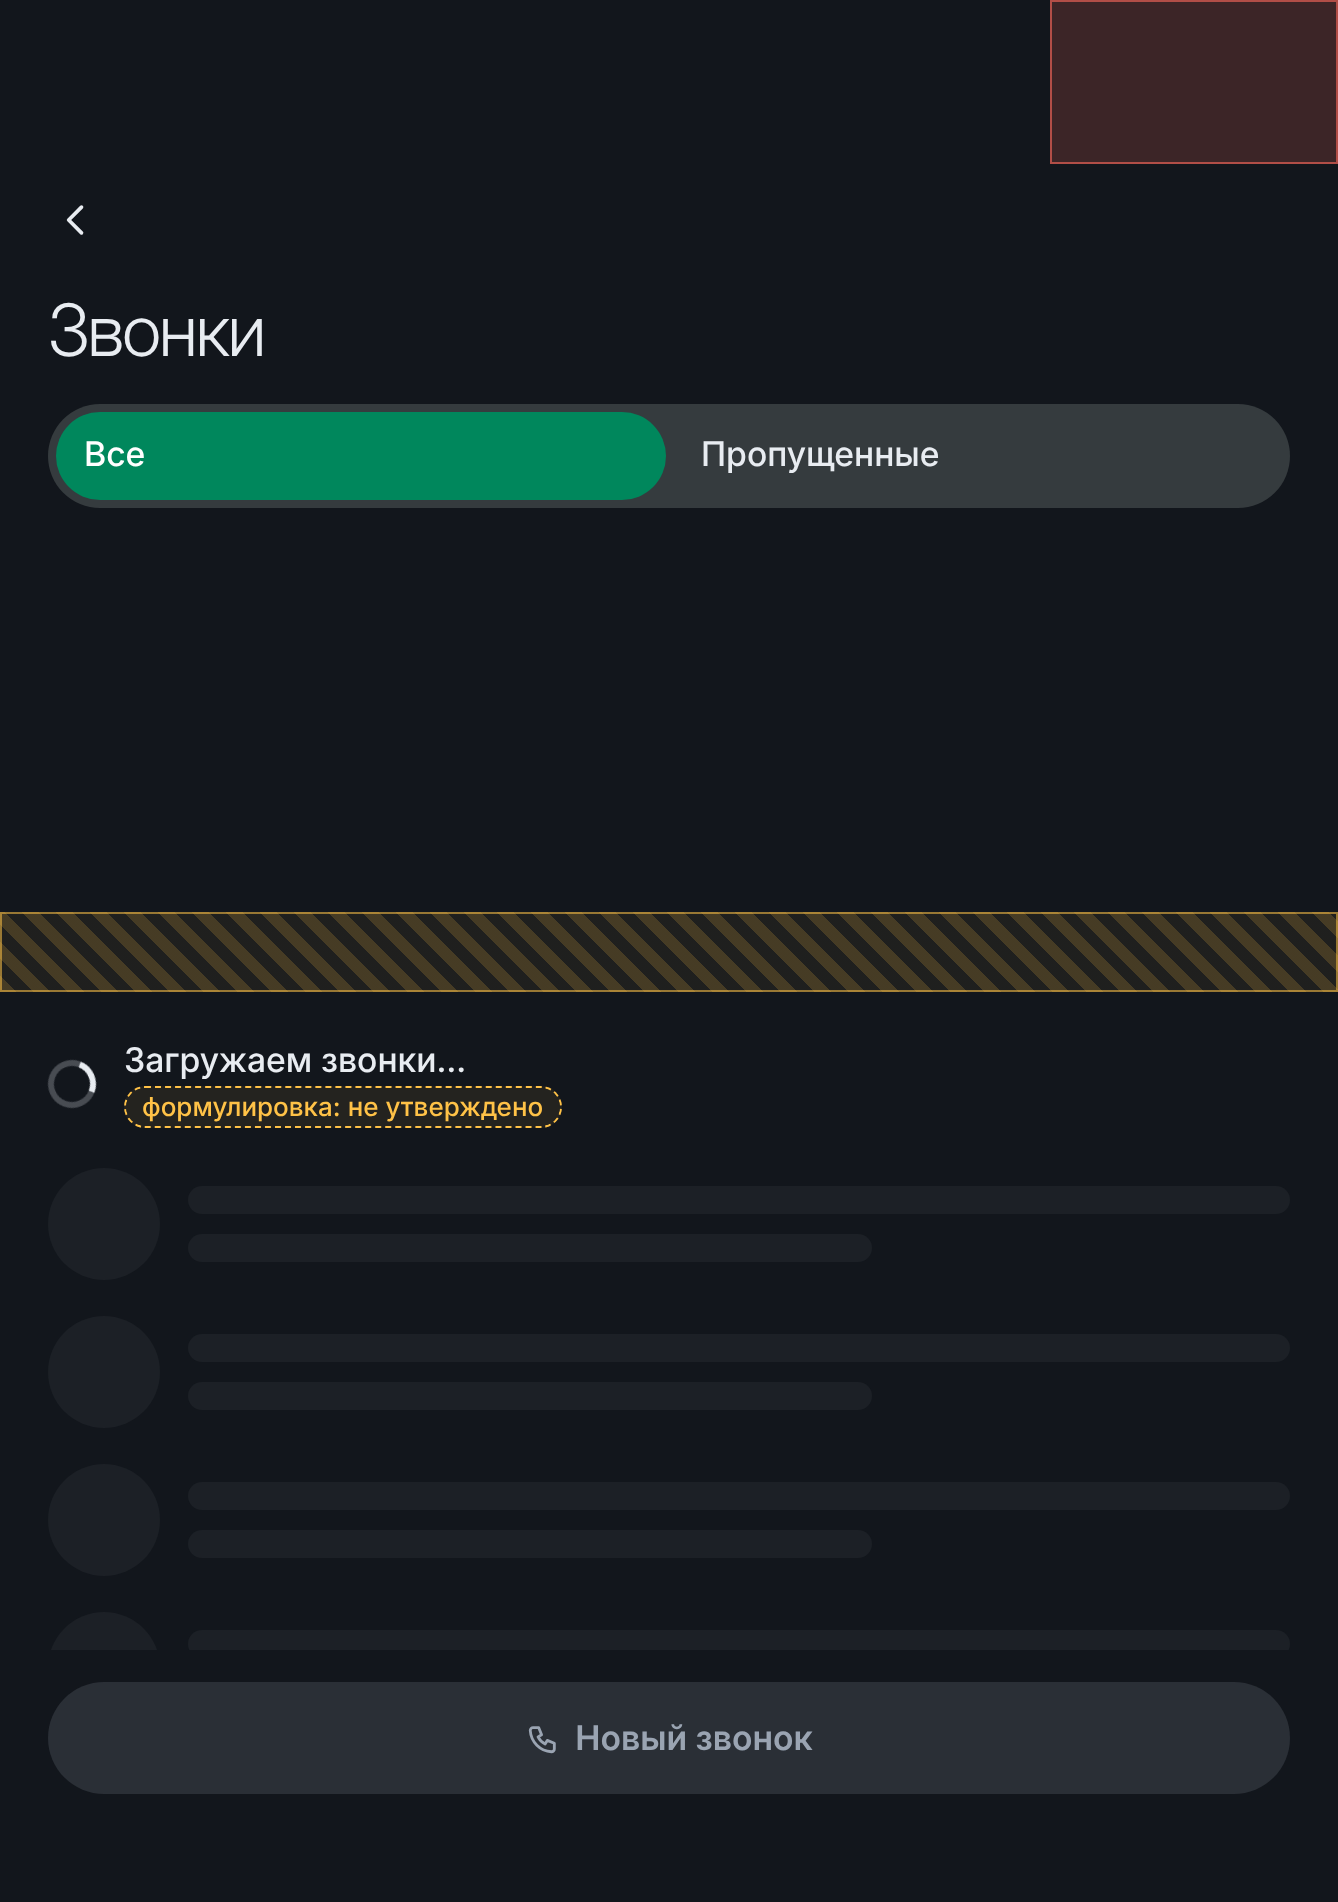 Звонки
Все
Пропущенные
Загружаем звонки...
формулировка: не утверждено
Новый звонок